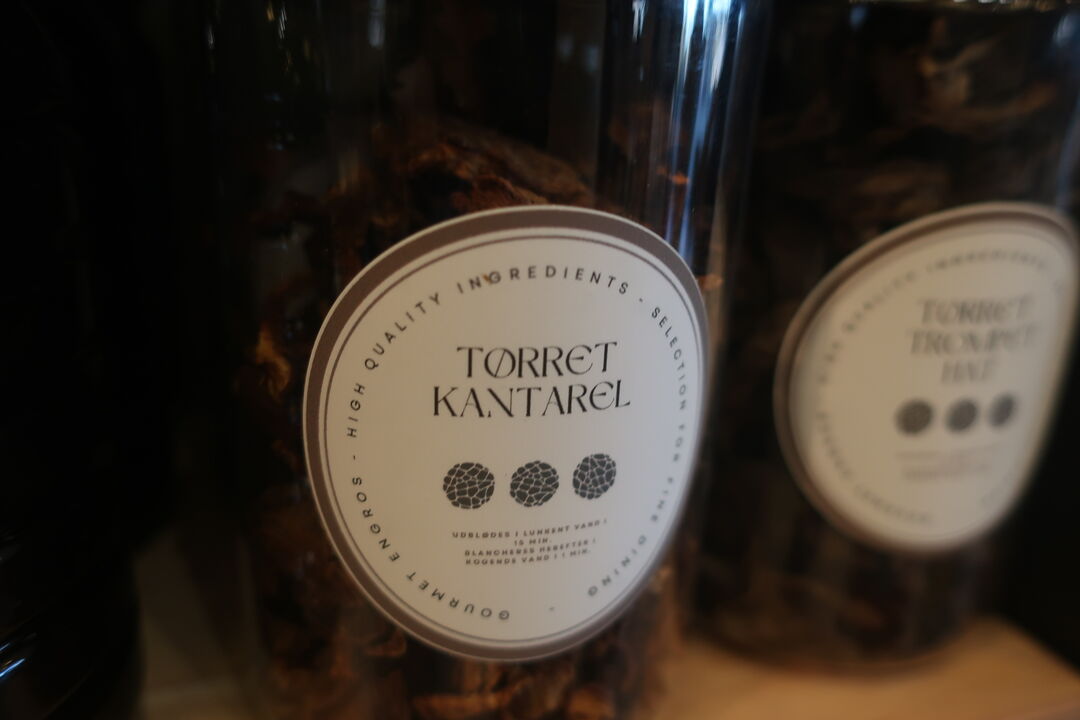 GOURMET ENGROS - HIGH QUALITY INGREDIENTS - SELECTION FOR FINE DINING -
TØRRET
KANTAREL
UDBLØDES I LUNKENT VAND I
15 MIN.
BLANCHERES HEREFTER I
KOGENDE VAND I 1 MIN.
TØRRET
TROMPET
HAT